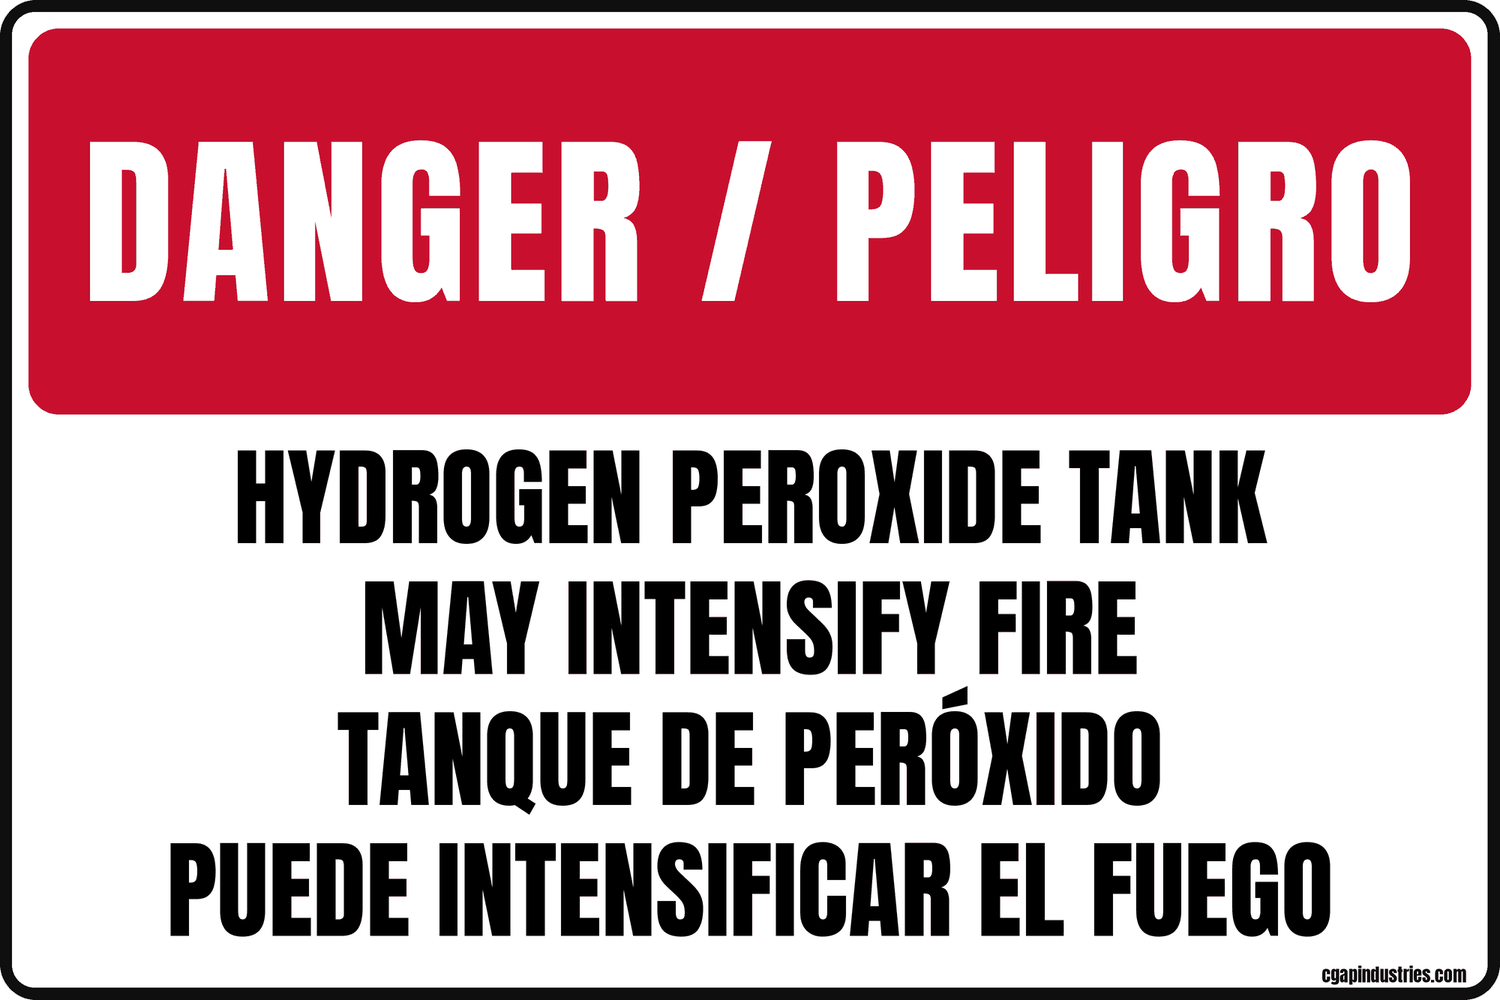 DANGER / PELIGRO
HYDROGEN PEROXIDE TANK
MAY INTENSIFY FIRE
TANQUE DE PERÓXIDO
PUEDE INTENSIFICAR EL FUEGO
cgapindustries.com